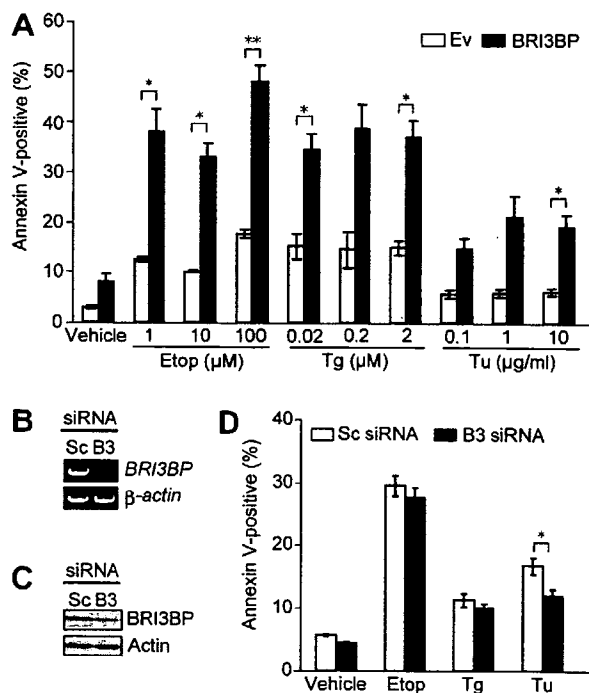 A
Annexin V-positive (%)
60
50
40
30
20
10
0
Ev BRI3BP
* * ** * * *
Vehicle 1 10 100 0.02 0.2 2 0.1 1 10
Etop (µM) Tg (µM) Tu (µg/ml)
B
siRNA
Sc B3
BRI3BP
β-actin
C
siRNA
Sc B3
BRI3BP
Actin
D
Annexin V-positive (%)
40
30
20
10
0
Sc siRNA B3 siRNA
*
Vehicle Etop Tg Tu